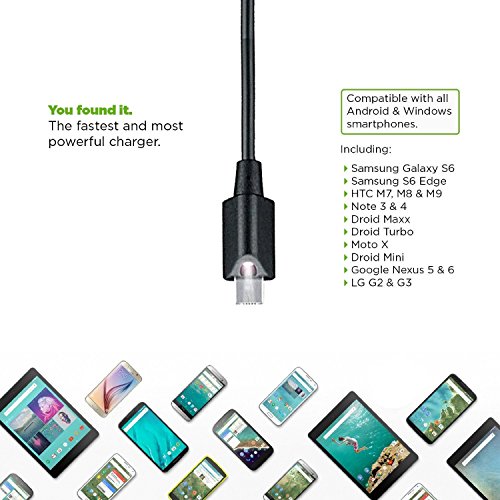 You found it.
The fastest and most
powerful charger.
Compatible with all
Android & Windows
smartphones.
Including:
Samsung Galaxy S6
Samsung S6 Edge
HTC M7, M8 & M9
Note 3 & 4
Droid Maxx
Droid Turbo
Moto X
Droid Mini
Google Nexus 5 & 6
LG G2 & G3